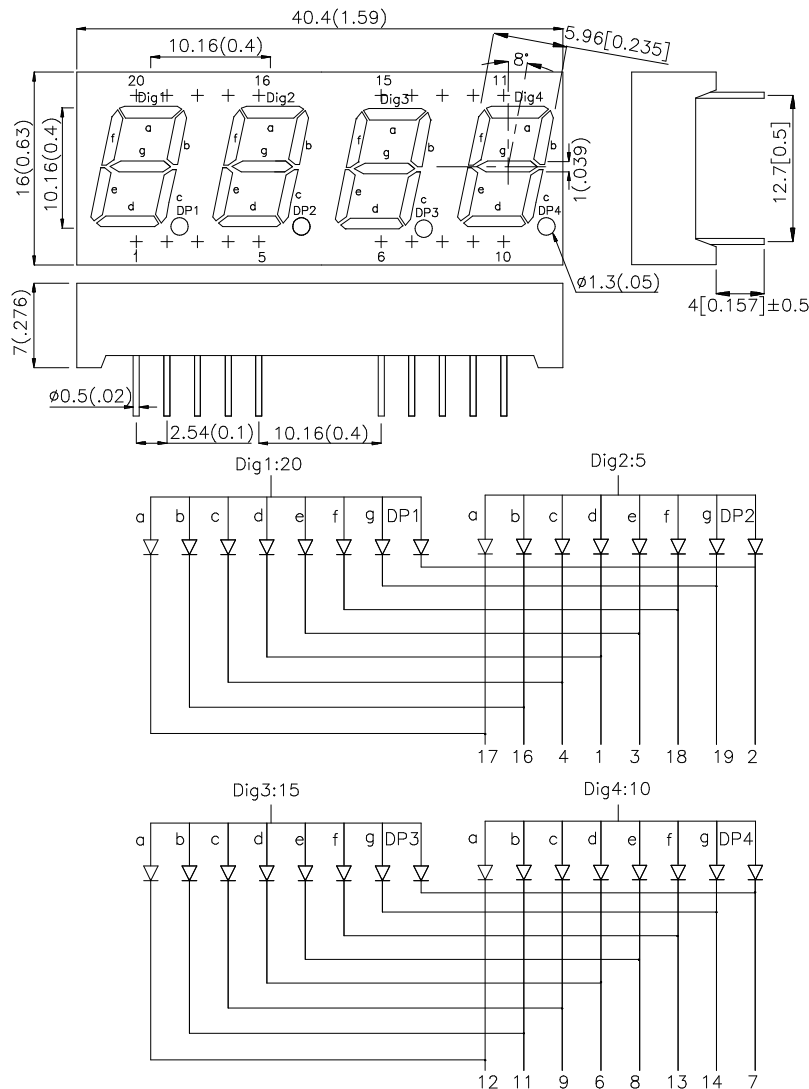 40.4(1.59)
10.16(0.4)
5.96[0.235]
8°
20 16 15 11
Dig1 Dig2 Dig3 Dig4
16(0.63)
10.16(0.4)
a a a a
f b f b f b f b
g g g g
1(.039)
12.7[0.5]
e c e c e c e c
d DP1 d DP2 d DP3 d DP4
1 5 6 10
ø1.3(.05)
4[0.157]±0.5
7(.276)
ø0.5(.02)
2.54(0.1) 10.16(0.4)
Dig1:20 Dig2:5
a b c d e f g DP1 a b c d e f g DP2
17 16 4 1 3 18 19 2
Dig3:15 Dig4:10
a b c d e f g DP3 a b c d e f g DP4
12 11 9 6 8 13 14 7